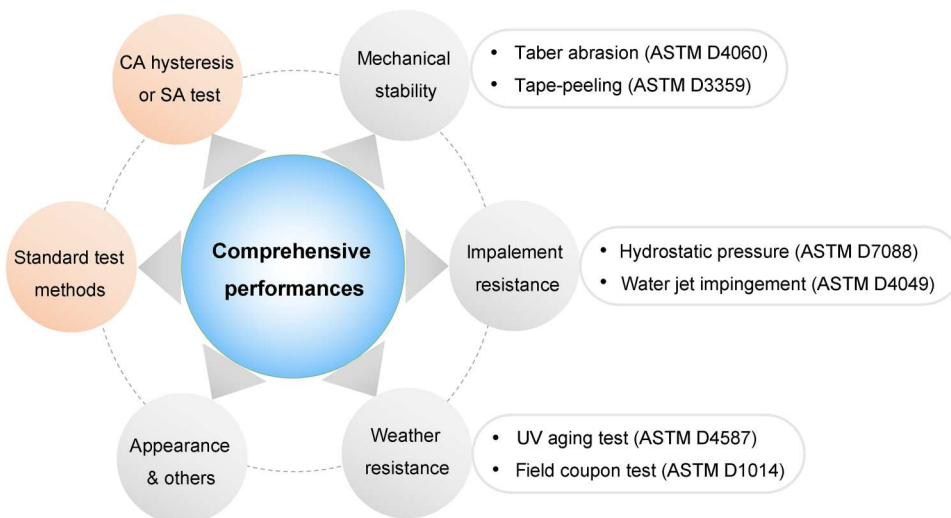 CA hysteresis
or SA test
Mechanical
stability
• Taber abrasion (ASTM D4060)
• Tape-peeling (ASTM D3359)
Standard test
methods
Comprehensive
performances
Impalement
resistance
• Hydrostatic pressure (ASTM D7088)
• Water jet impingement (ASTM D4049)
Appearance
& others
Weather
resistance
• UV aging test (ASTM D4587)
• Field coupon test (ASTM D1014)